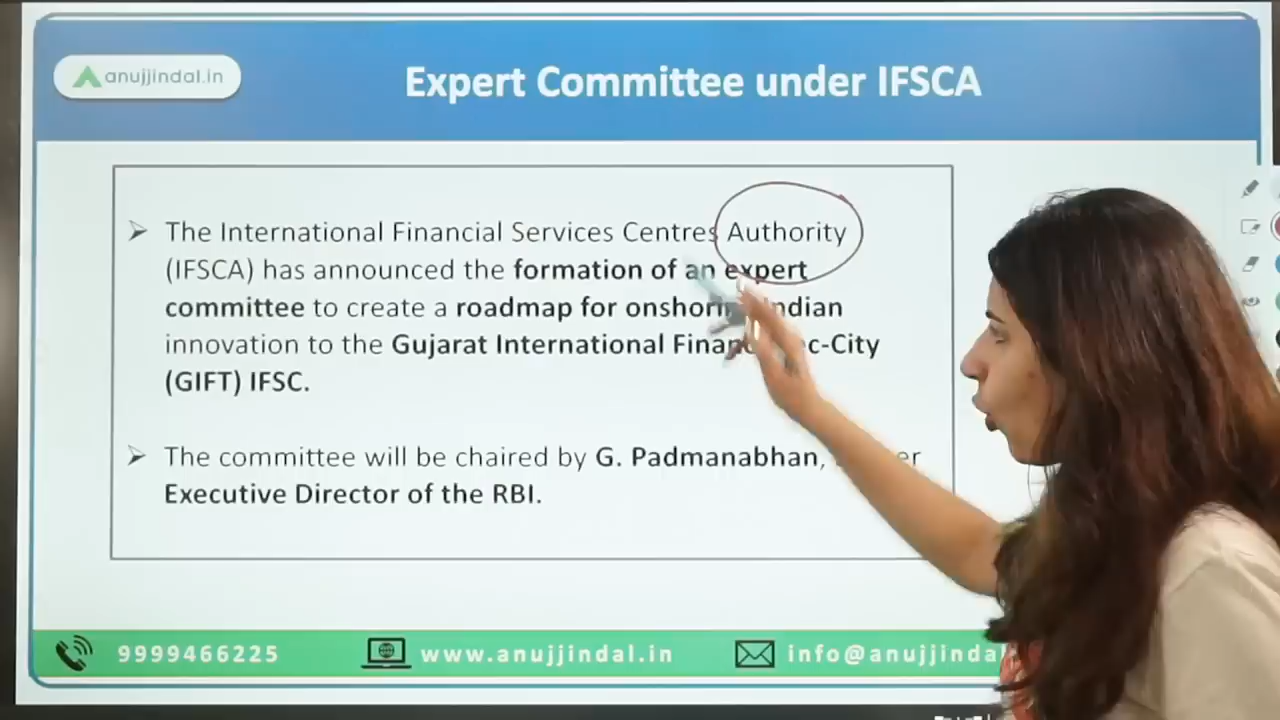 anujjindal.in
Expert Committee under IFSCA
The International Financial Services Centres Authority
(IFSCA) has announced the formation of an expert
committee to create a roadmap for onshoring Indian
innovation to the Gujarat International c-City
(GIFT) IFSC.
The committee will be chaired by G. Padmanabhan,
Executive Director of the RBI.
9999466225
www.anujjindal.in